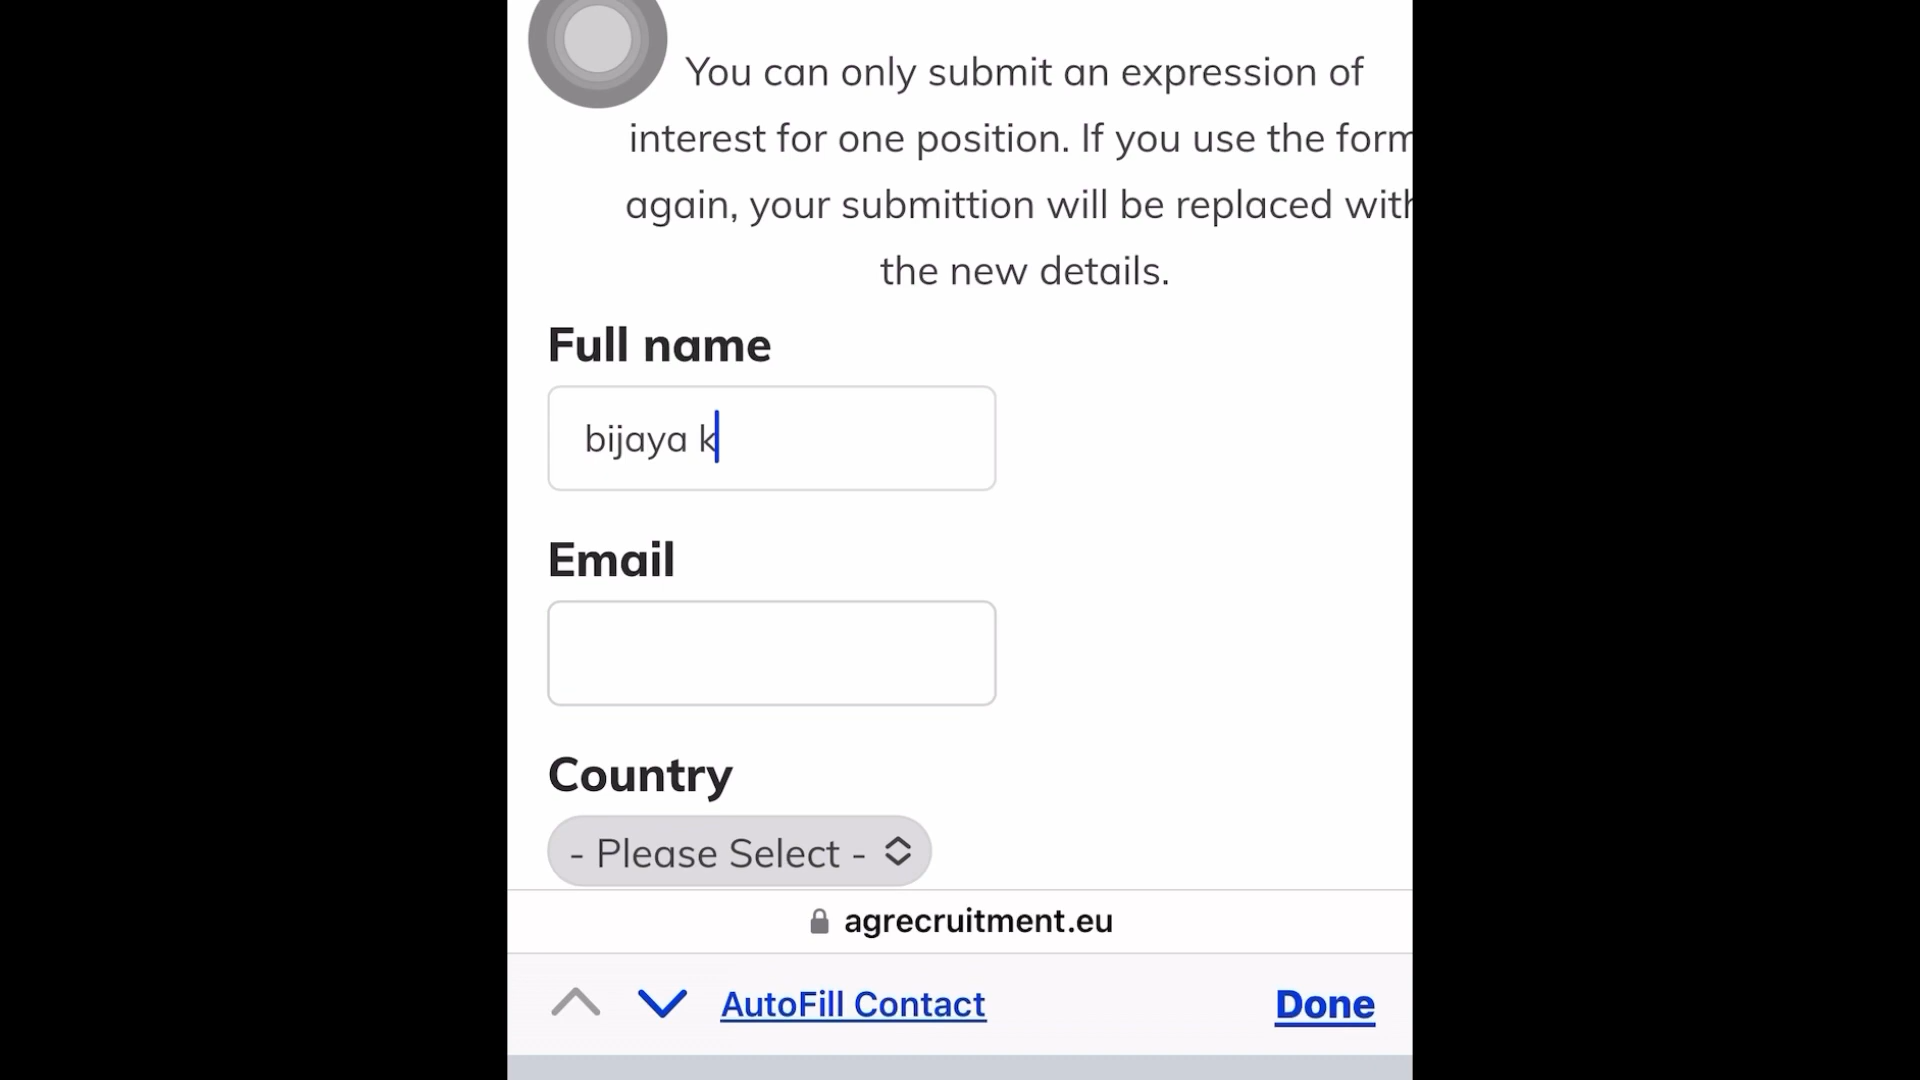 You can only submit an expression of
interest for one position. If you use the form
again, your submittion will be replaced with
the new details.
Full name
bijaya k
Email
Country
- Please Select -
agrecruitment.eu
AutoFill Contact
Done